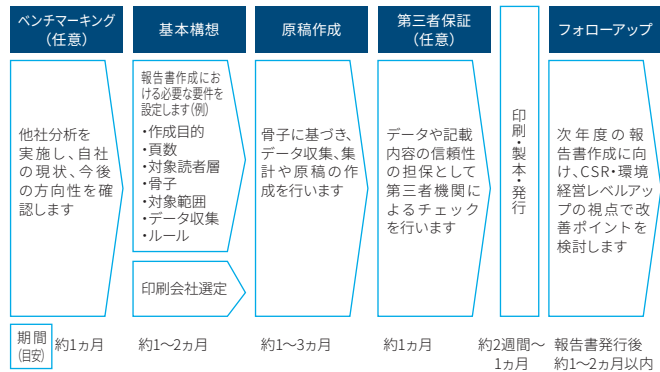 ベンチマーキング
(任意)
基本構想
原稿作成
第三者保証
(任意)
フォローアップ
他社分析を
実施し、自社
の現状、今後
の方向性を確
認します
報告書作成にお
ける必要な要件を
設定します(例)
・作成目的
・頁数
・対象読者層
・骨子
・対象範囲
・データ収集
・ルール
印刷会社選定
骨子に基づき、
データ収集、集
計や原稿の作
成を行います
データや記載
内容の信頼性
の担保として
第三者機関に
よるチェック
を行います
印刷・製本・発行
次年度の報
告書作成に向
け、CSR・環境
経営レベルアッ
プの視点で改
善ポイントを
検討します
期間
(目安)
約1ヵ月
約1〜2ヵ月
約1〜3ヵ月
約1ヵ月
約2週間〜
1ヵ月
報告書発行後
約1〜2ヵ月以内